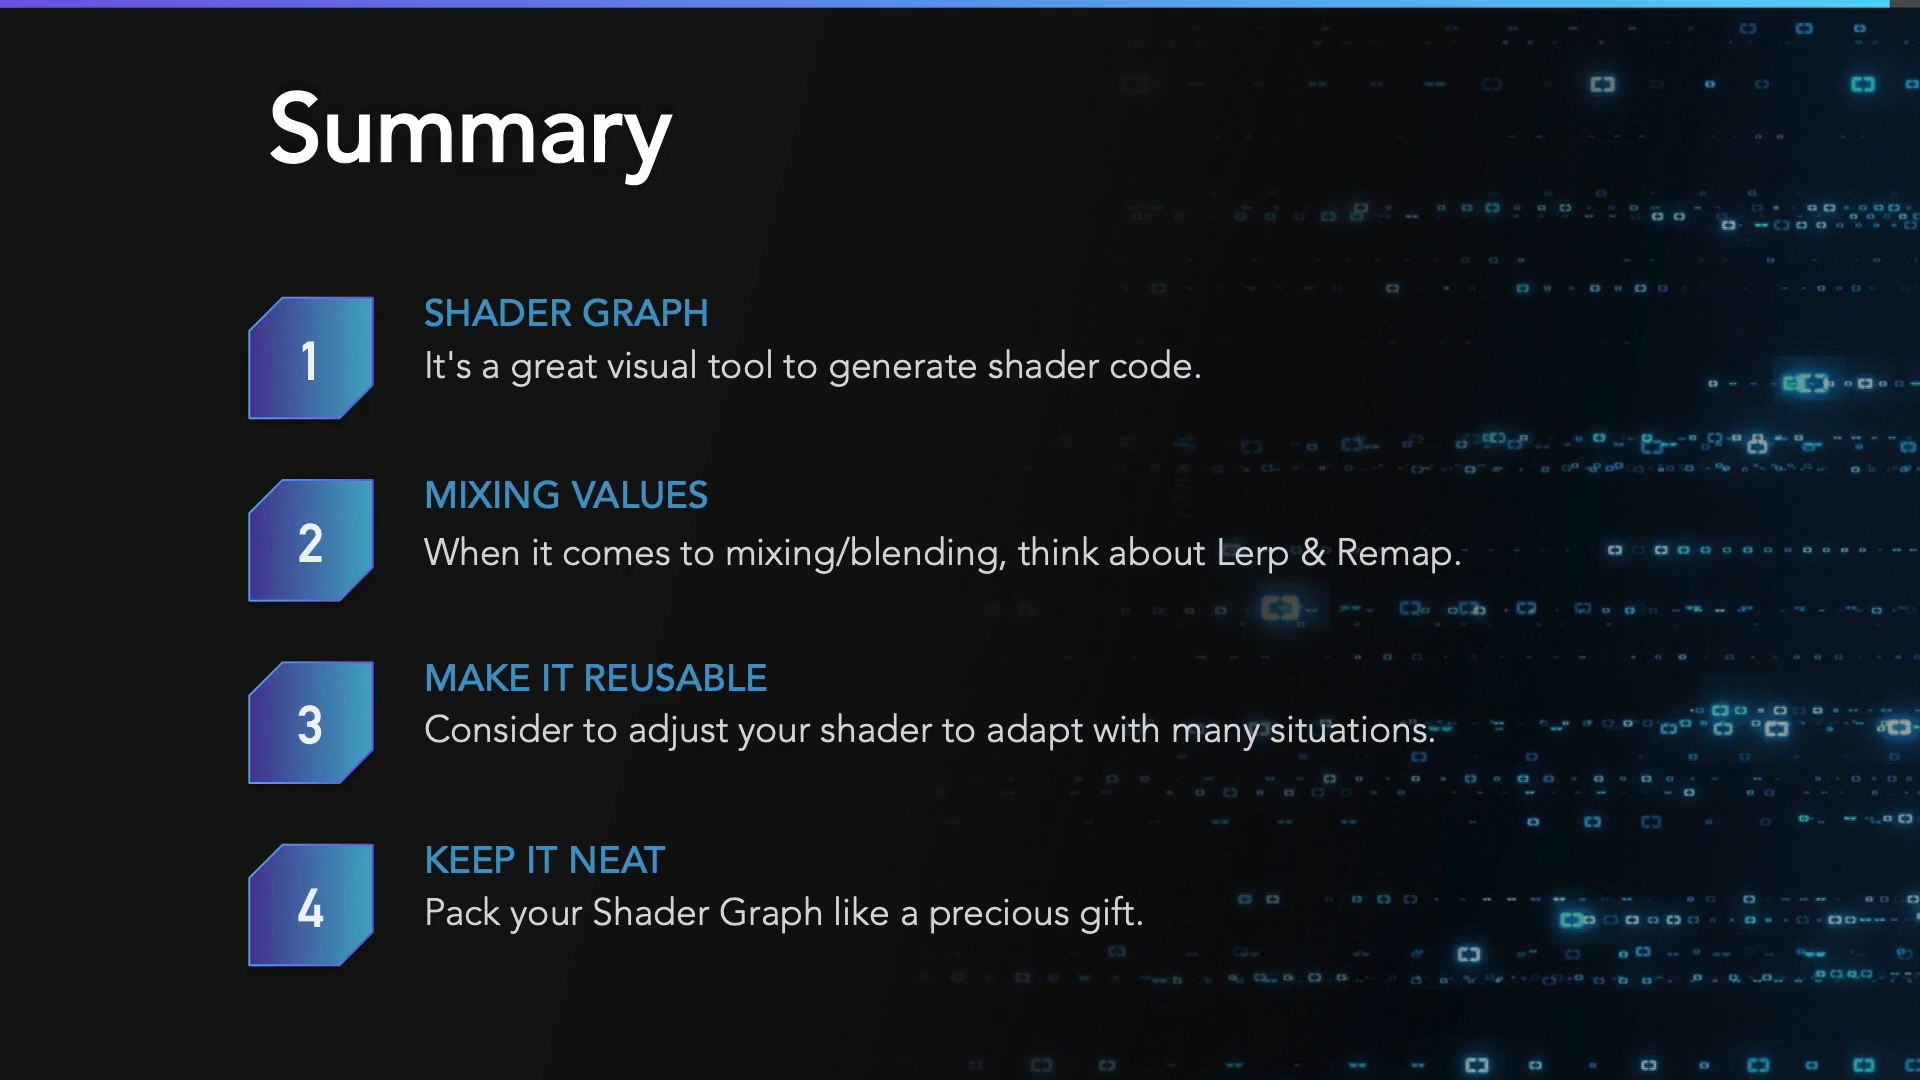 Summary
1
SHADER GRAPH
It's a great visual tool to generate shader code.
2
MIXING VALUES
When it comes to mixing/blending, think about Lerp & Remap.
3
MAKE IT REUSABLE
Consider to adjust your shader to adapt with many situations.
4
KEEP IT NEAT
Pack your Shader Graph like a precious gift.